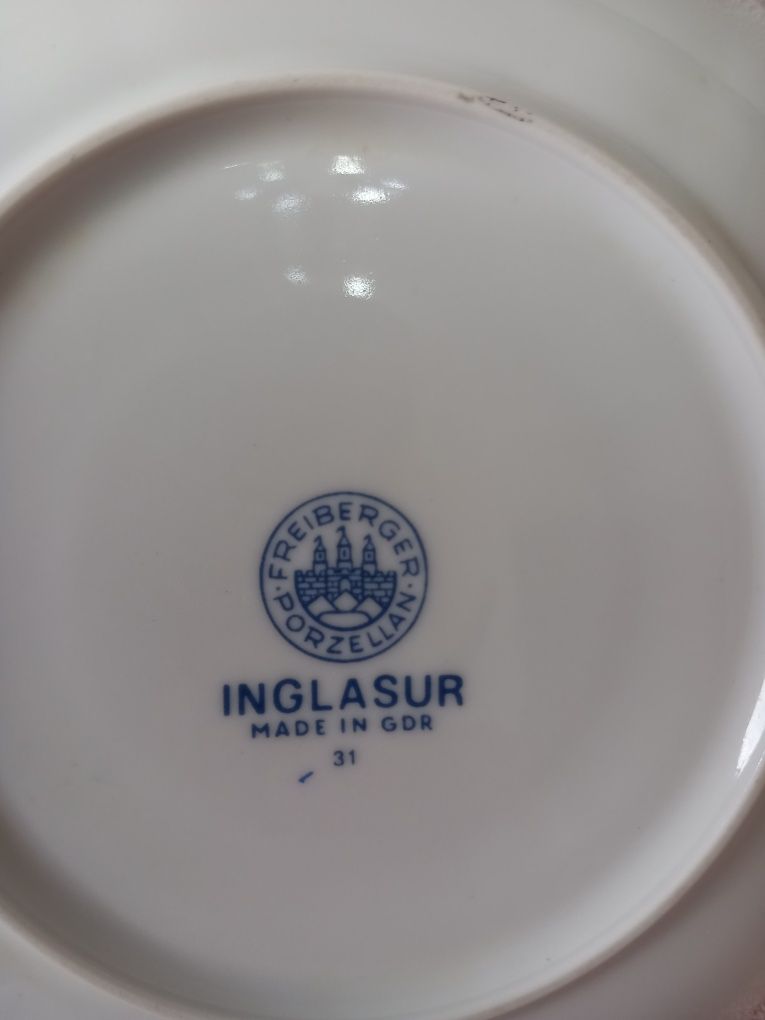 FREIBERGER
PORZELLAN
INGLASUR
MADE IN GDR
31